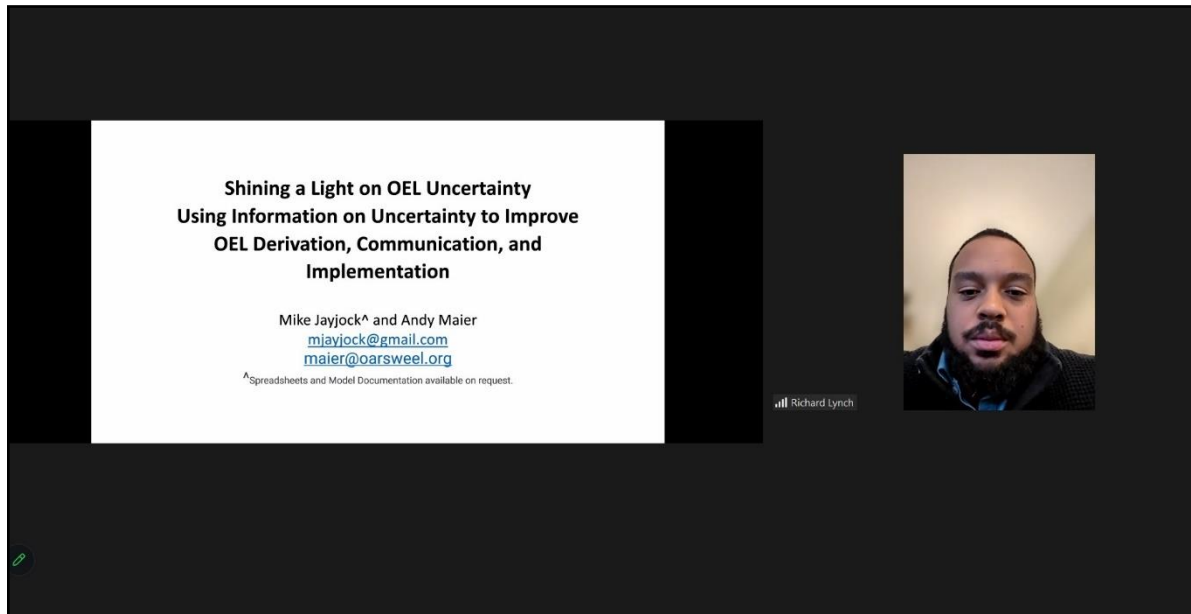 Shining a Light on OEL Uncertainty
Using Information on Uncertainty to Improve
OEL Derivation, Communication, and
Implementation
Mike Jayjock^ and Andy Maier
mjayjock@gmail.com
maier@oarsweel.org
^Spreadsheets and Model Documentation available on request.
Richard Lynch